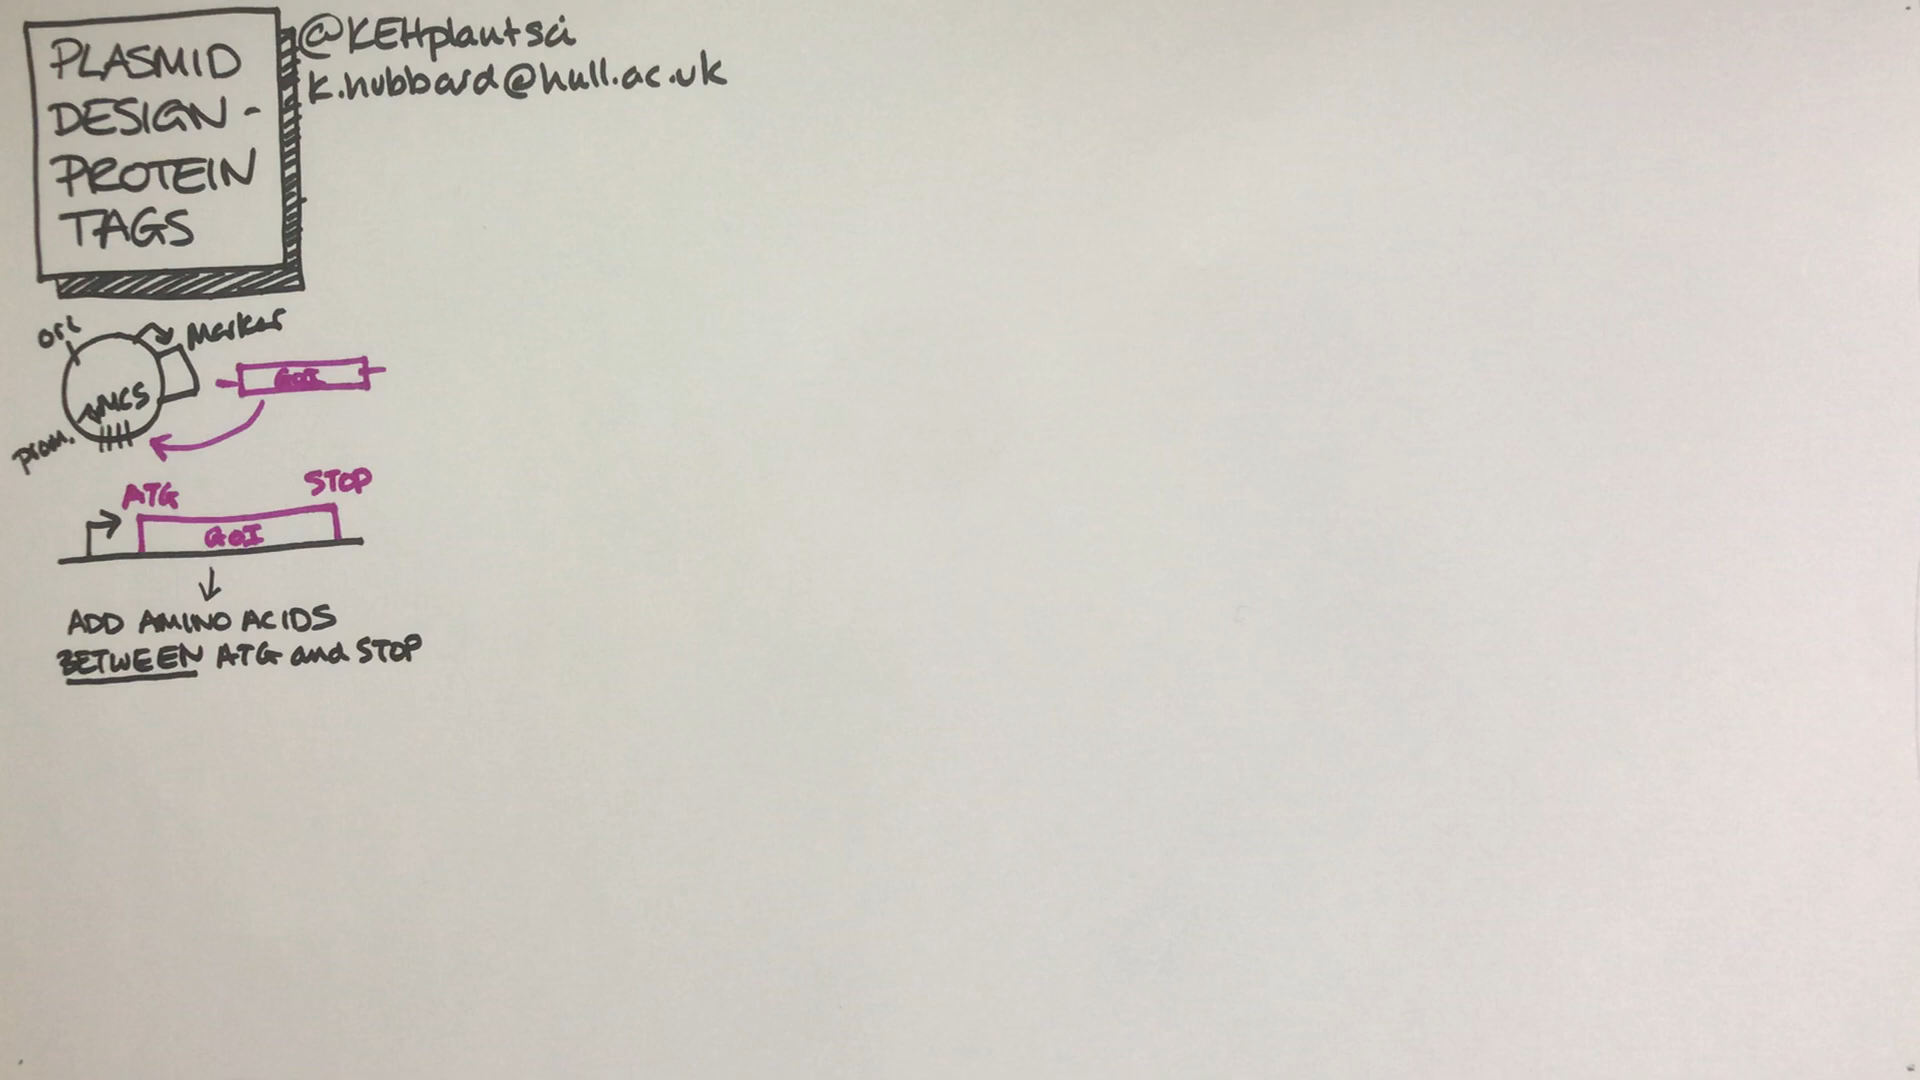 PLASMID
DESIGN -
PROTEIN
TAGS
@KEHplantsci
k.hubbard@hull.ac.uk
ori
Marker
MCS
prom.
GOI
ATG
STOP
GOI
ADD AMINO ACIDS
BETWEEN ATG and STOP